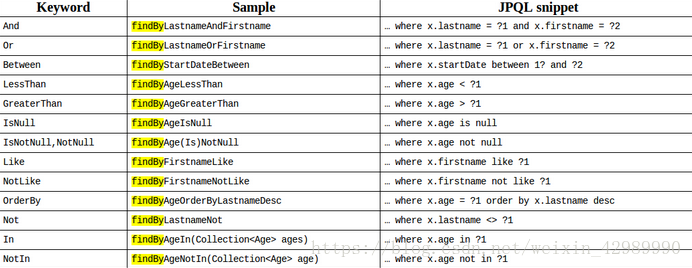 Keyword Sample JPQL snippet
And findByLastnameAndFirstname … where x.lastname = ?1 and x.firstname = ?2
Or findByLastnameOrFirstname … where x.lastname = ?1 or x.firstname = ?2
Between findByStartDateBetween … where x.startDate between 1? and ?2
LessThan findByAgeLessThan … where x.age < ?1
GreaterThan findByAgeGreaterThan … where x.age > ?1
IsNull findByAgeIsNull … where x.age is null
IsNotNull,NotNull findByAge(Is)NotNull … where x.age not null
Like findByFirstnameLike … where x.firstname like ?1
NotLike findByFirstnameNotLike … where x.firstname not like ?1
OrderBy findByAgeOrderByLastnameDesc … where x.age = ?1 order by x.lastname desc
Not findByLastnameNot … where x.lastname <> ?1
In findByAgeIn(Collection<Age> ages) … where x.age in ?1
NotIn findByAgeNotIn(Collection<Age> age) … where x.age not in ?1
https://blog.csdn.net/weixin_42989990